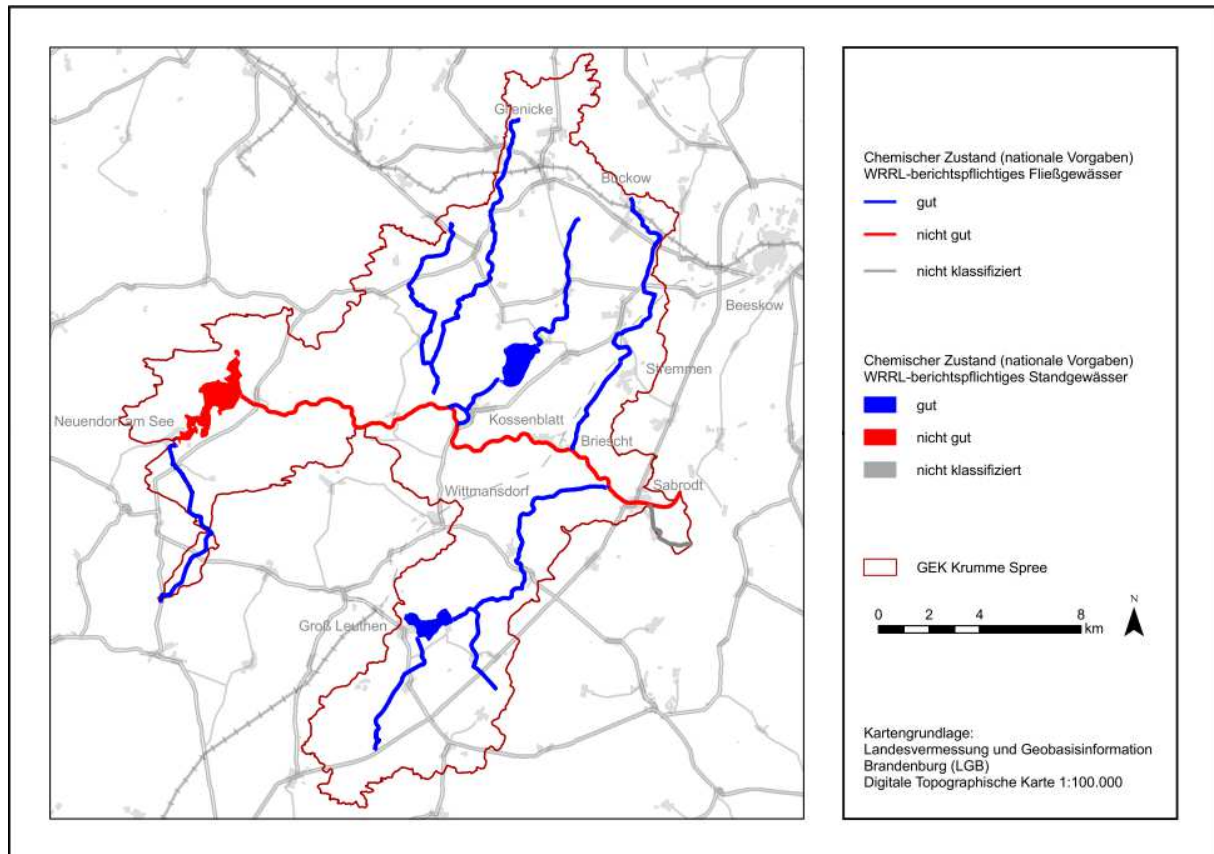 Glienicke
Buckow
Beeskow
Stremmen
Neuendorf am See
Kossenblatt
Briescht
Wittmansdorf
Sabrodt
Groß Leuthen
Chemischer Zustand (nationale Vorgaben)
WRRL-berichtspflichtiges Fließgewässer
gut
nicht gut
nicht klassifiziert
Chemischer Zustand (nationale Vorgaben)
WRRL-berichtspflichtiges Standgewässer
gut
nicht gut
nicht klassifiziert
GEK Krumme Spree
N
0 2 4 8
km
Kartengrundlage:
Landesvermessung und Geobasisinformation
Brandenburg (LGB)
Digitale Topographische Karte 1:100.000